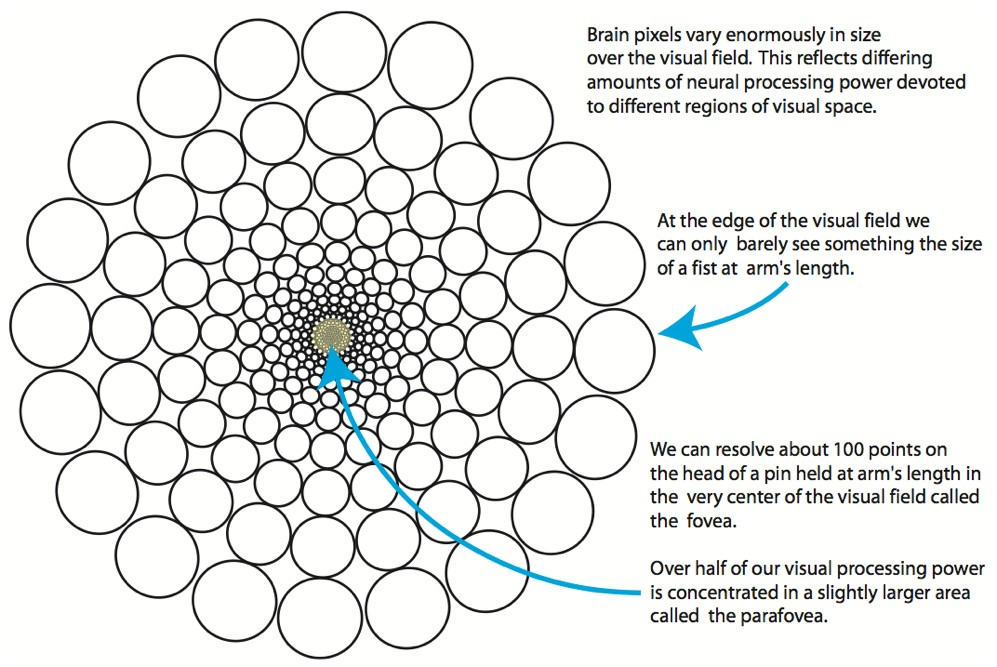 Brain pixels vary enormously in size
over the visual field. This reflects differing
amounts of neural processing power devoted
to different regions of visual space.
At the edge of the visual field we
can only barely see something the size
of a fist at arm's length.
We can resolve about 100 points on
the head of a pin held at arm's length in
the very center of the visual field called
the fovea.
Over half of our visual processing power
is concentrated in a slightly larger area
called the parafovea.